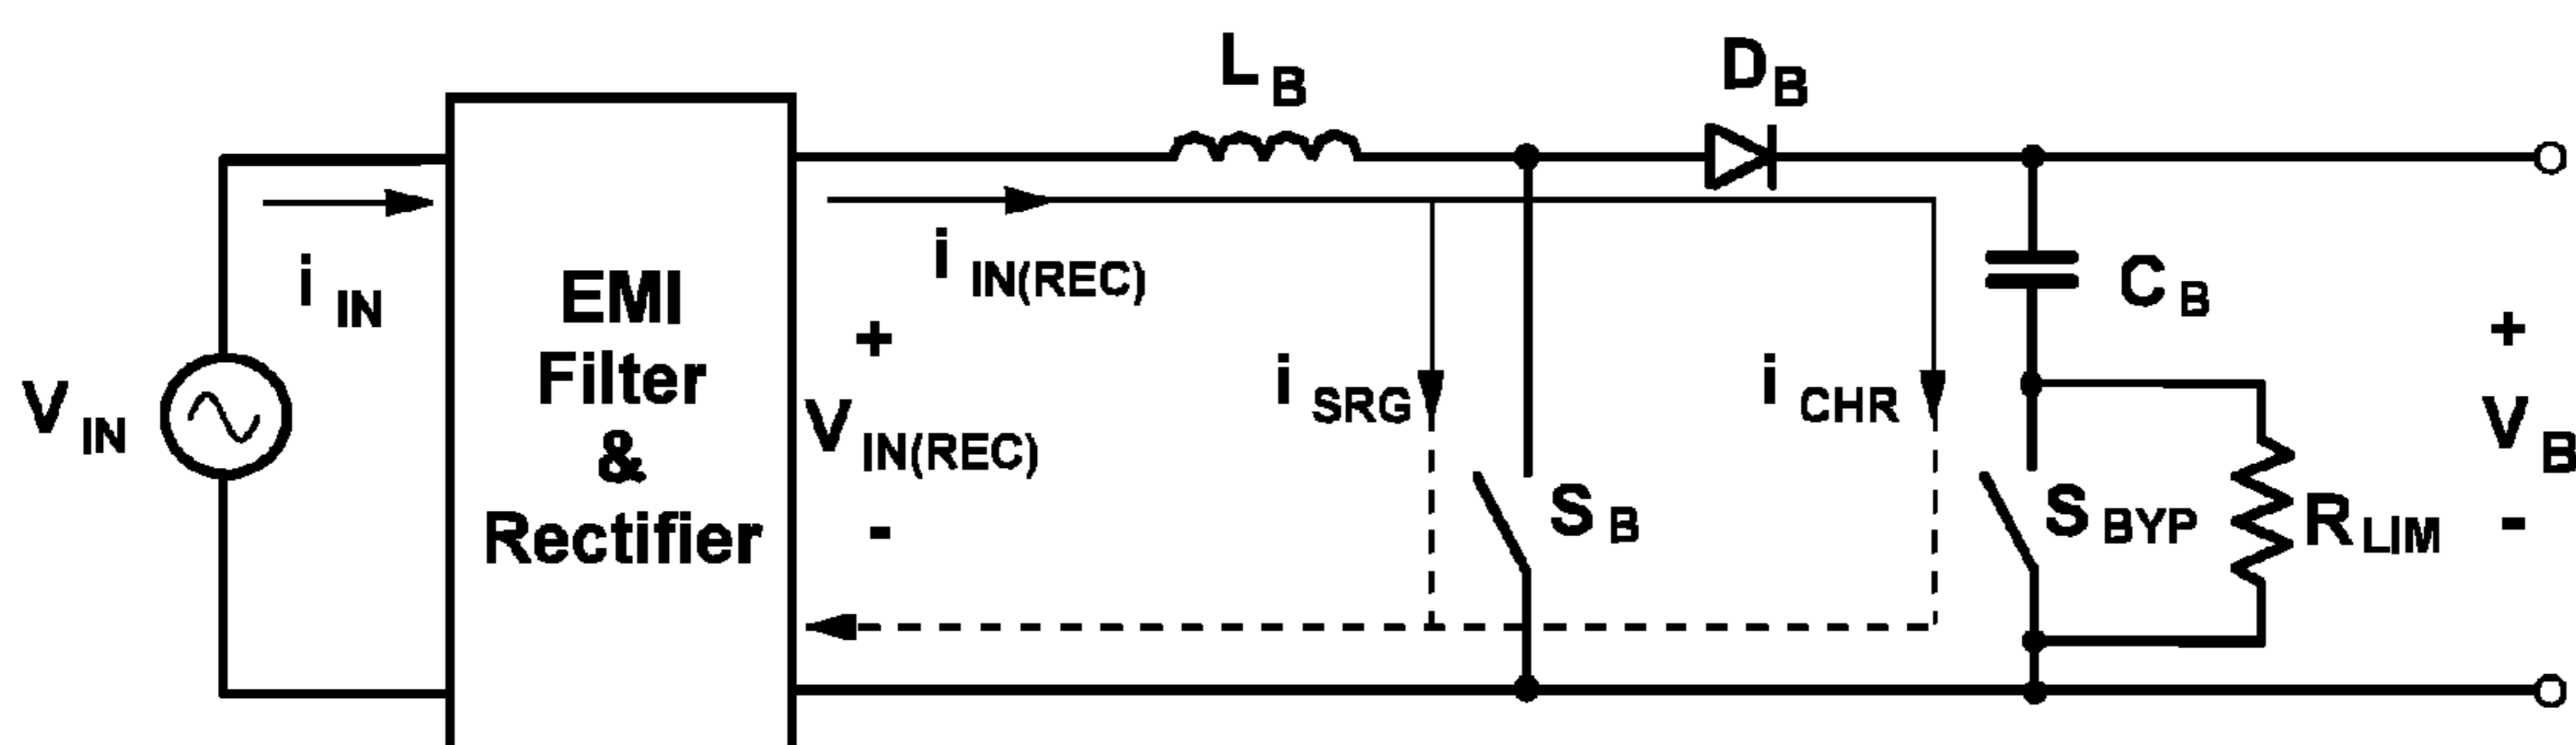 L B
D B
i IN
EMI
Filter
&
Rectifier
V IN
+
V IN(REC)
-
i IN(REC)
i SRG
i CHR
S B
C B
S BYP
R LIM
+
V B
-